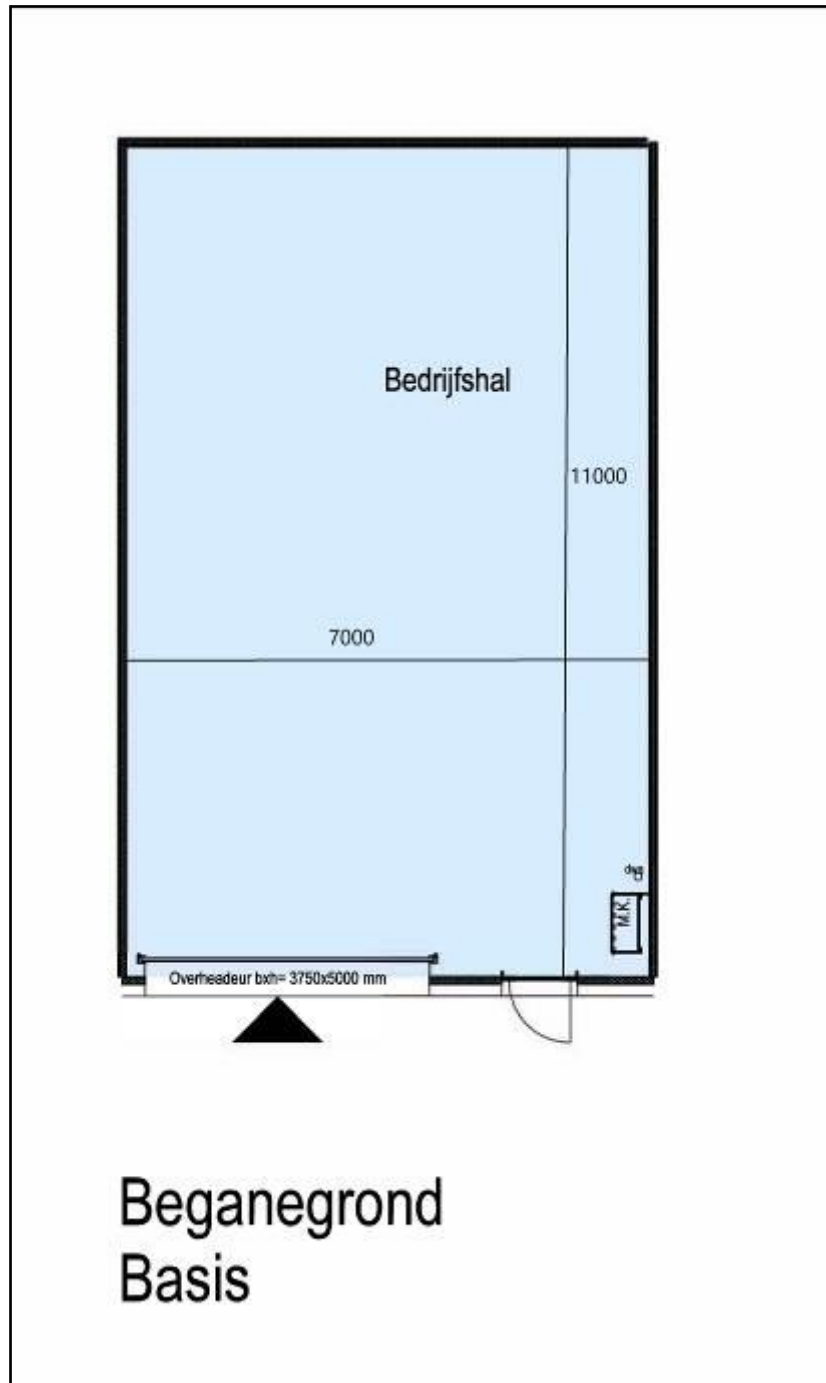 Bedrijfshal
11000
7000
M.K.
Overheadeur bxh= 3750x5000 mm
Beganegrond
Basis